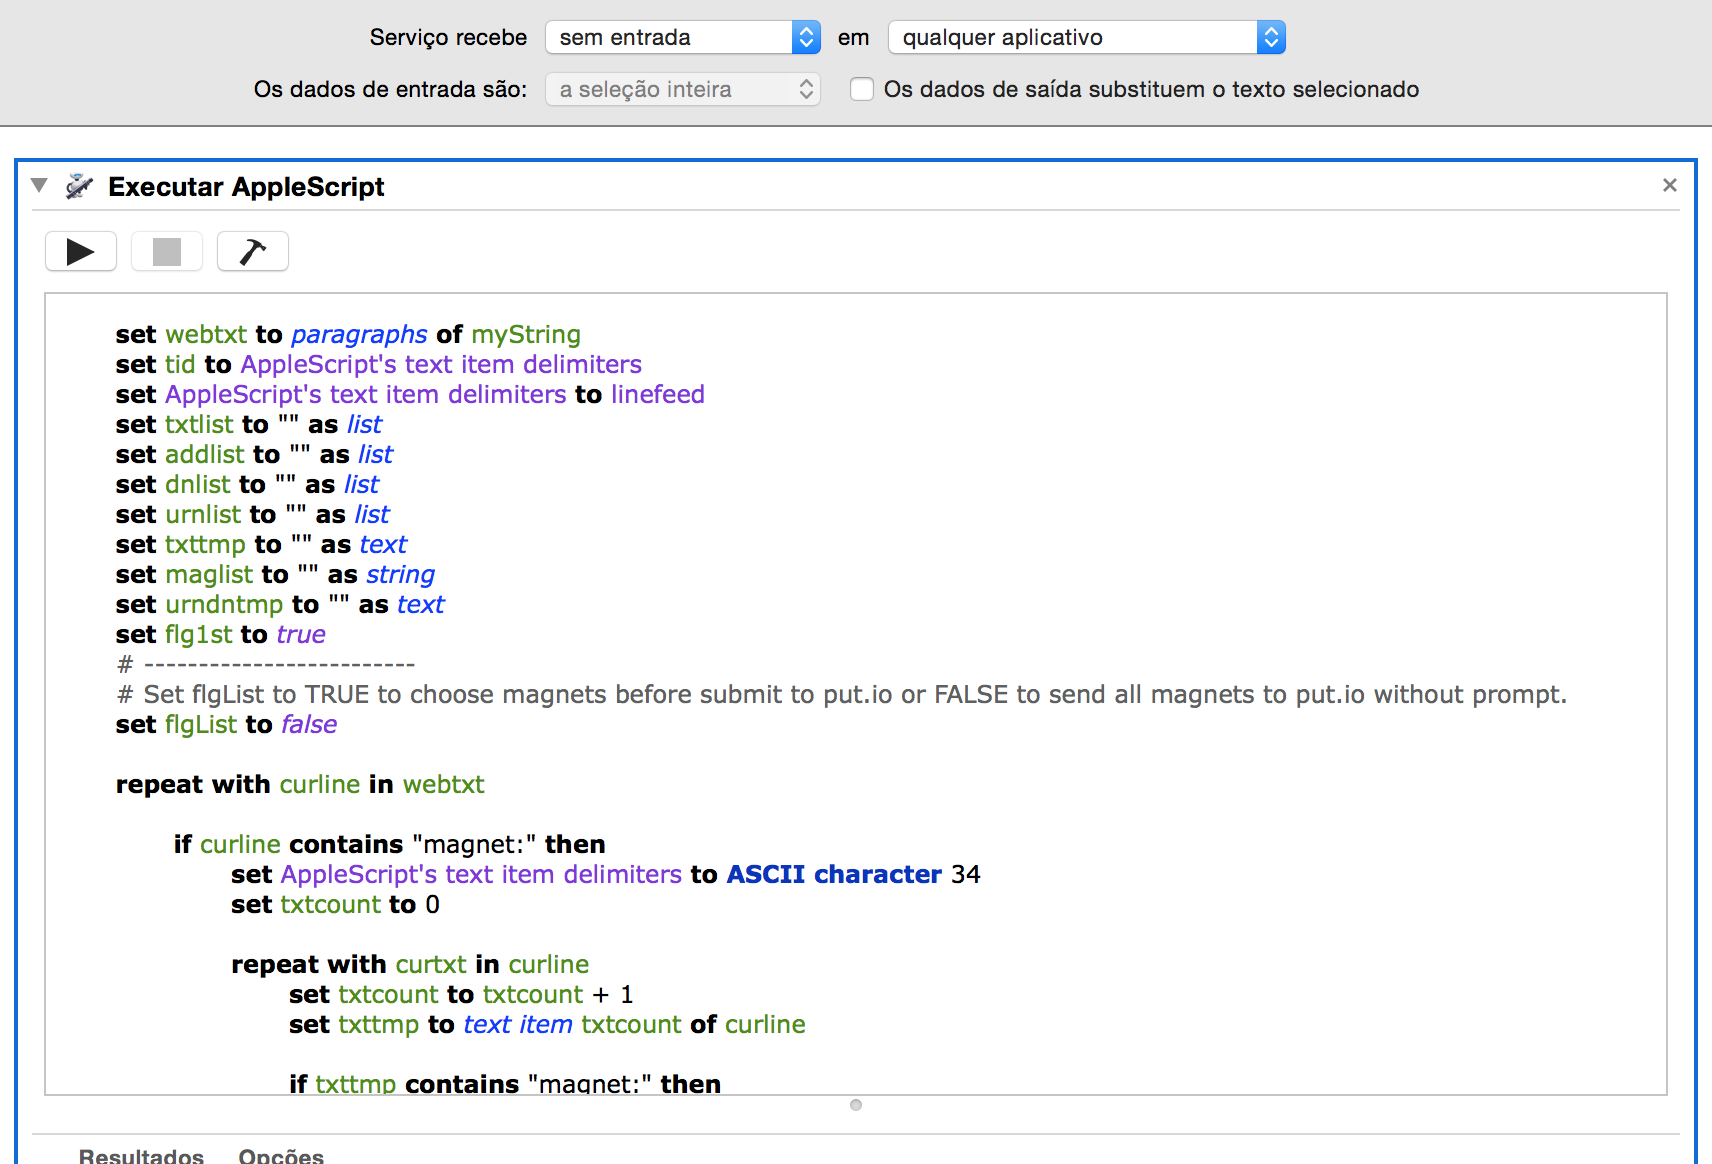 Serviço recebe sem entrada em qualquer aplicativo
Os dados de entrada são: a seleção inteira Os dados de saída substituem o texto selecionado
Executar AppleScript
set webtxt to paragraphs of myString
set tid to AppleScript's text item delimiters
set AppleScript's text item delimiters to linefeed
set txtlist to "" as list
set addlist to "" as list
set dnlist to "" as list
set urnlist to "" as list
set txttmp to "" as text
set maglist to "" as string
set urndntmp to "" as text
set flg1st to true
# -------------------------
# Set flgList to TRUE to choose magnets before submit to put.io or FALSE to send all magnets to put.io without prompt.
set flgList to false
repeat with curline in webtxt
if curline contains "magnet:" then
set AppleScript's text item delimiters to ASCII character 34
set txtcount to 0
repeat with curtxt in curline
set txtcount to txtcount + 1
set txttmp to text item txtcount of curline
if txttmp contains "magnet:" then
Resultados Opções